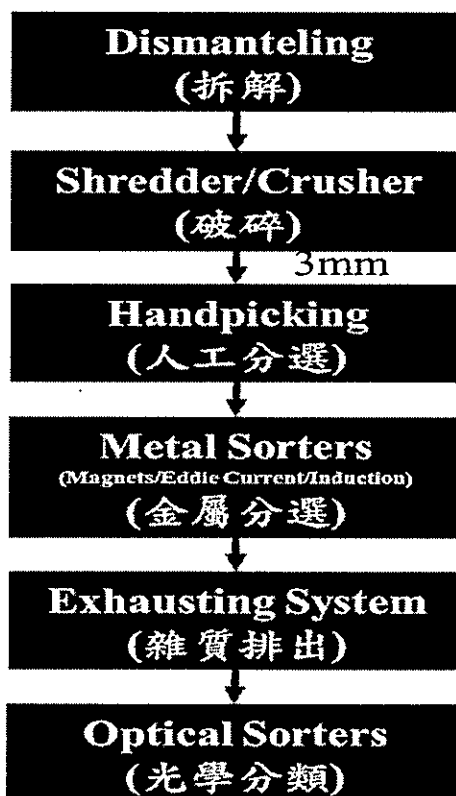 Dismanteling
(拆解)
Shredder/Crusher
(破碎)
3mm
Handpicking
(人工分選)
Metal Sorters
(Magnets/Eddie Current/Induction)
(金屬分選)
Exhausting System
(雜質排出)
Optical Sorters
(光學分類)